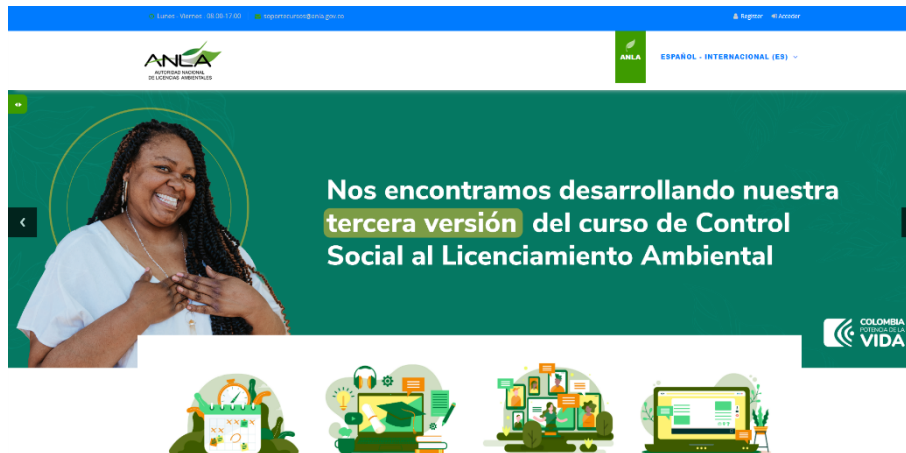 Lunes - Viernes : 08:00-17:00 soportecursos@anla.gov.co Register Acceder
ANLA
AUTORIDAD NACIONAL
DE LICENCIAS AMBIENTALES
ANLA
ESPAÑOL - INTERNACIONAL (ES)
Nos encontramos desarrollando nuestra
tercera versión del curso de Control
Social al Licenciamiento Ambiental
COLOMBIA
POTENCIA DE LA
VIDA